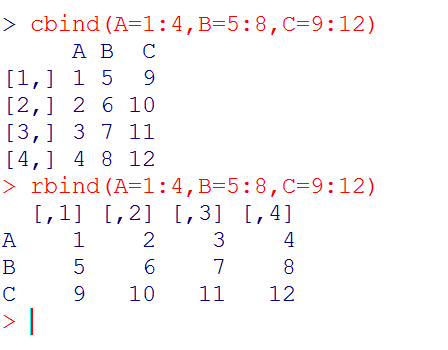 > cbind(A=1:4,B=5:8,C=9:12)
     A B  C
[1,] 1 5  9
[2,] 2 6 10
[3,] 3 7 11
[4,] 4 8 12
> rbind(A=1:4,B=5:8,C=9:12)
  [,1] [,2] [,3] [,4]
A    1    2    3    4
B    5    6    7    8
C    9   10   11   12
>